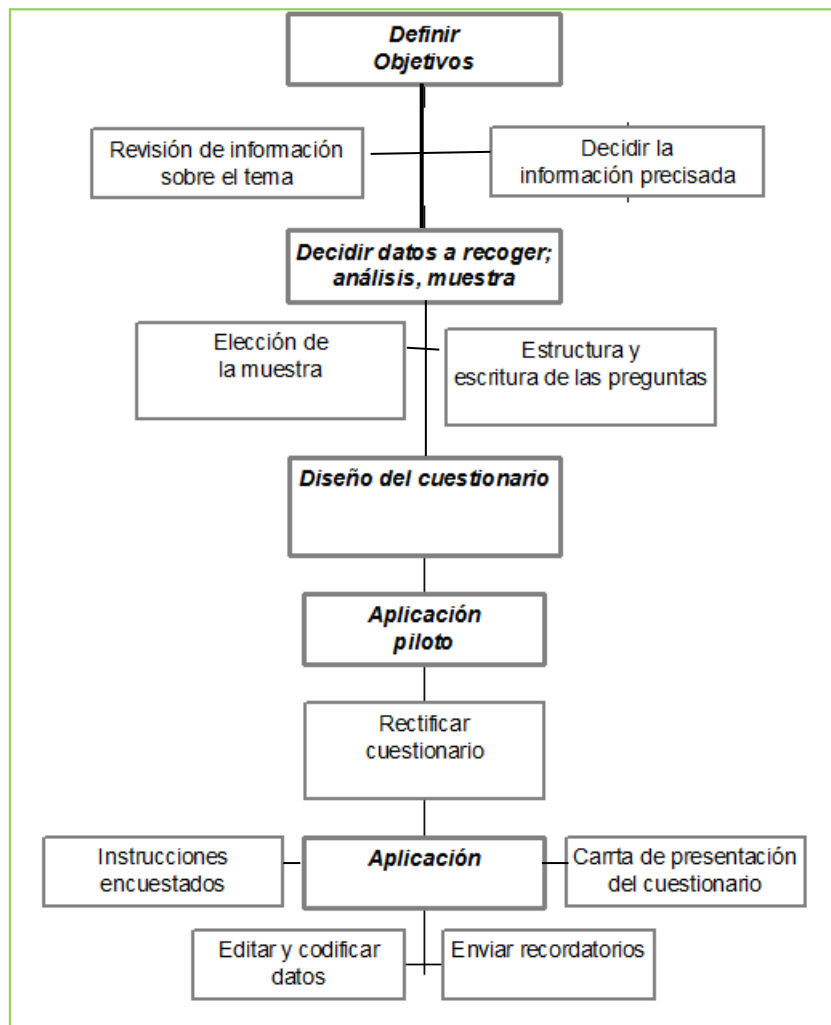 Definir
Objetivos
Revisión de información
sobre el tema
Decidir la
información precisada
Decidir datos a recoger;
análisis, muestra
Elección de
la muestra
Estructura y
escritura de las preguntas
Diseño del cuestionario
Aplicación
piloto
Rectificar
cuestionario
Instrucciones
encuestados
Aplicación
Carrta de presentación
del cuestionario
Editar y codificar
datos
Enviar recordatorios